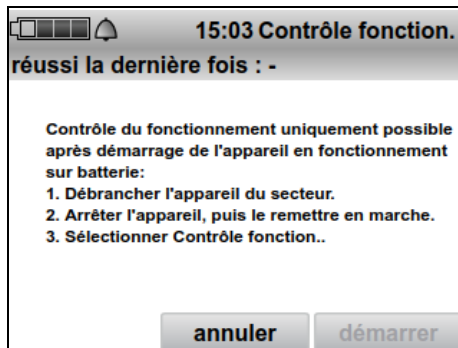 15:03 Contrôle fonction.
réussi la dernière fois : -
Contrôle du fonctionnement uniquement possible
après démarrage de l'appareil en fonctionnement
sur batterie:
1. Débrancher l'appareil du secteur.
2. Arrêter l'appareil, puis le remettre en marche.
3. Sélectionner Contrôle fonction..
annuler démarrer